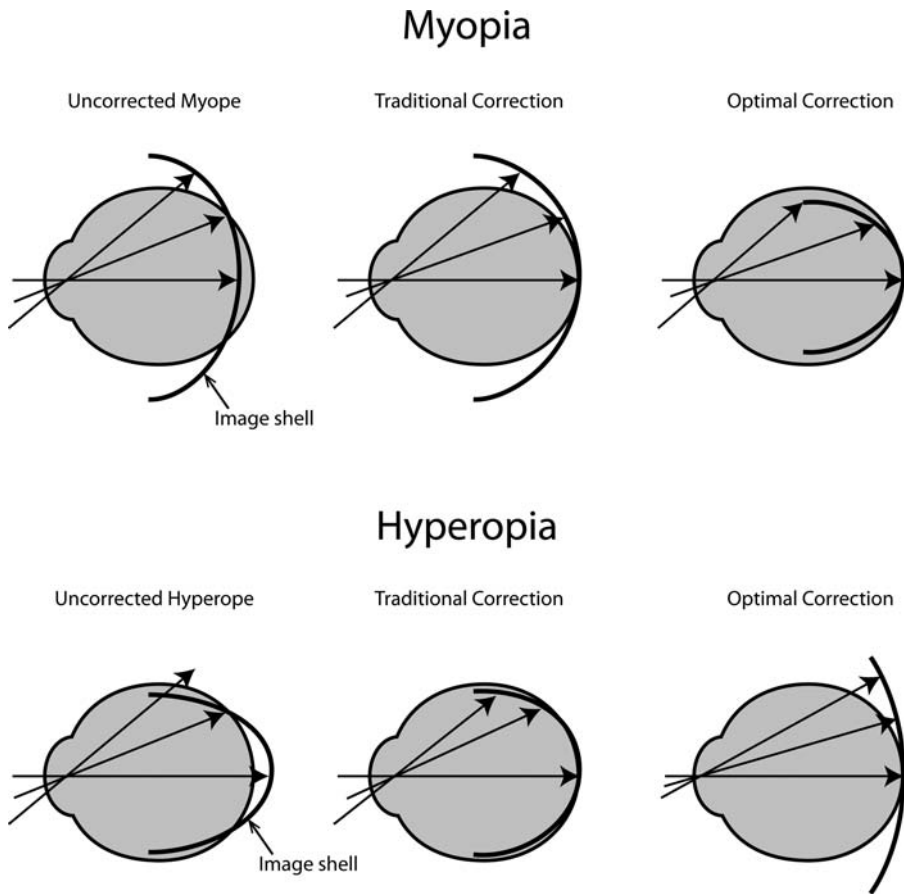 Myopia
Uncorrected Myope
Traditional Correction
Optimal Correction
Image shell
Hyperopia
Uncorrected Hyperope
Traditional Correction
Optimal Correction
Image shell